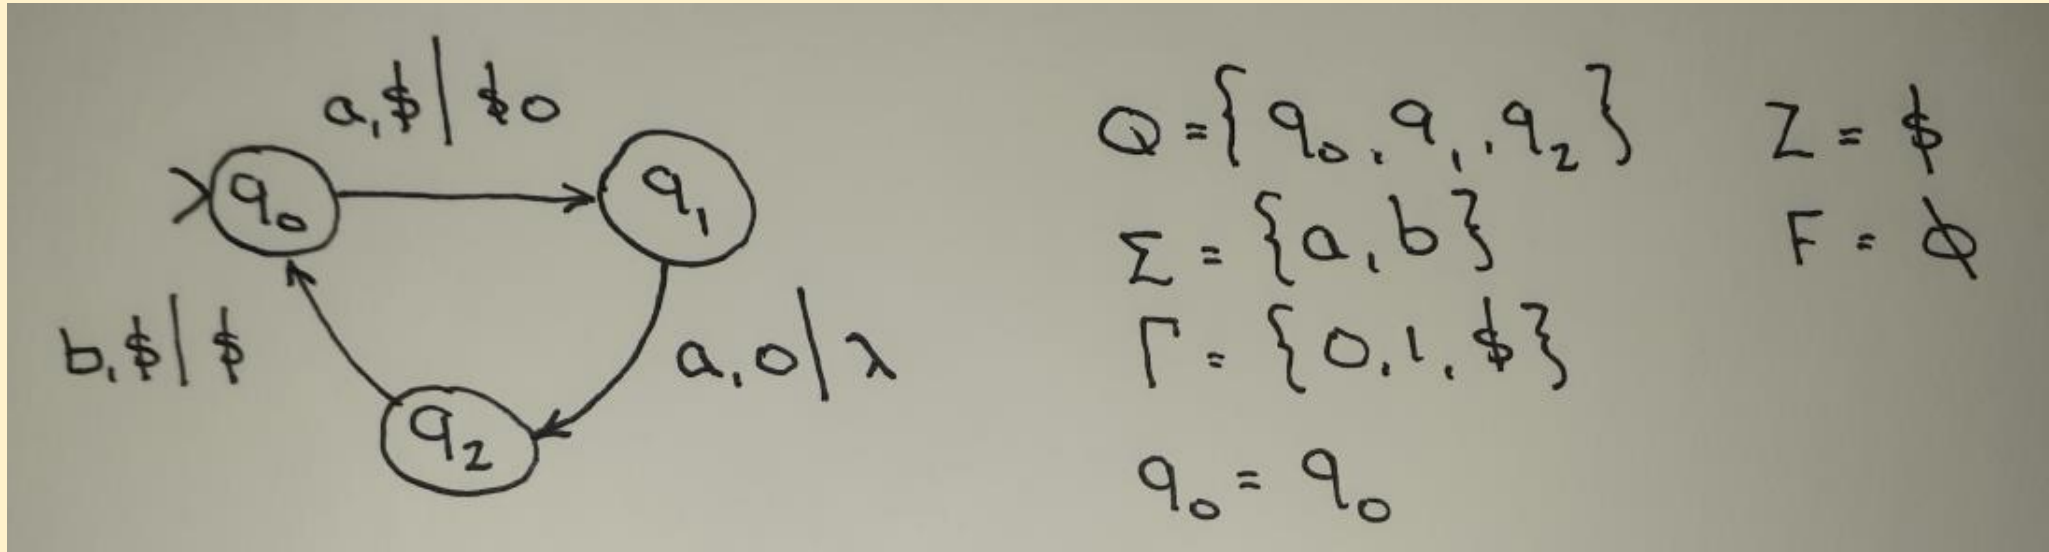 a,$ | $0
q₀
q₁
b,$ | $
a,0 | λ
q₂
Q = { q₀, q₁, q₂ }
Σ = {a, b}
Γ = {0, 1, $}
q₀ = q₀
Z = $
F = ϕ